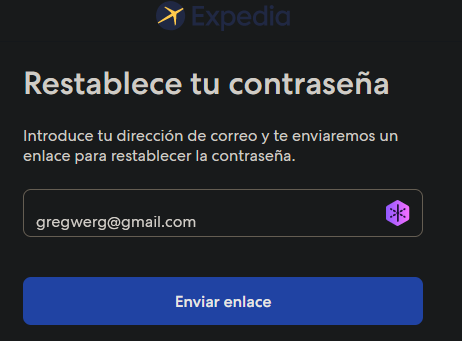 Expedia
Restablece tu contraseña
Introduce tu dirección de correo y te enviaremos un
enlace para restablecer la contraseña.
gregwerg@gmail.com
Enviar enlace